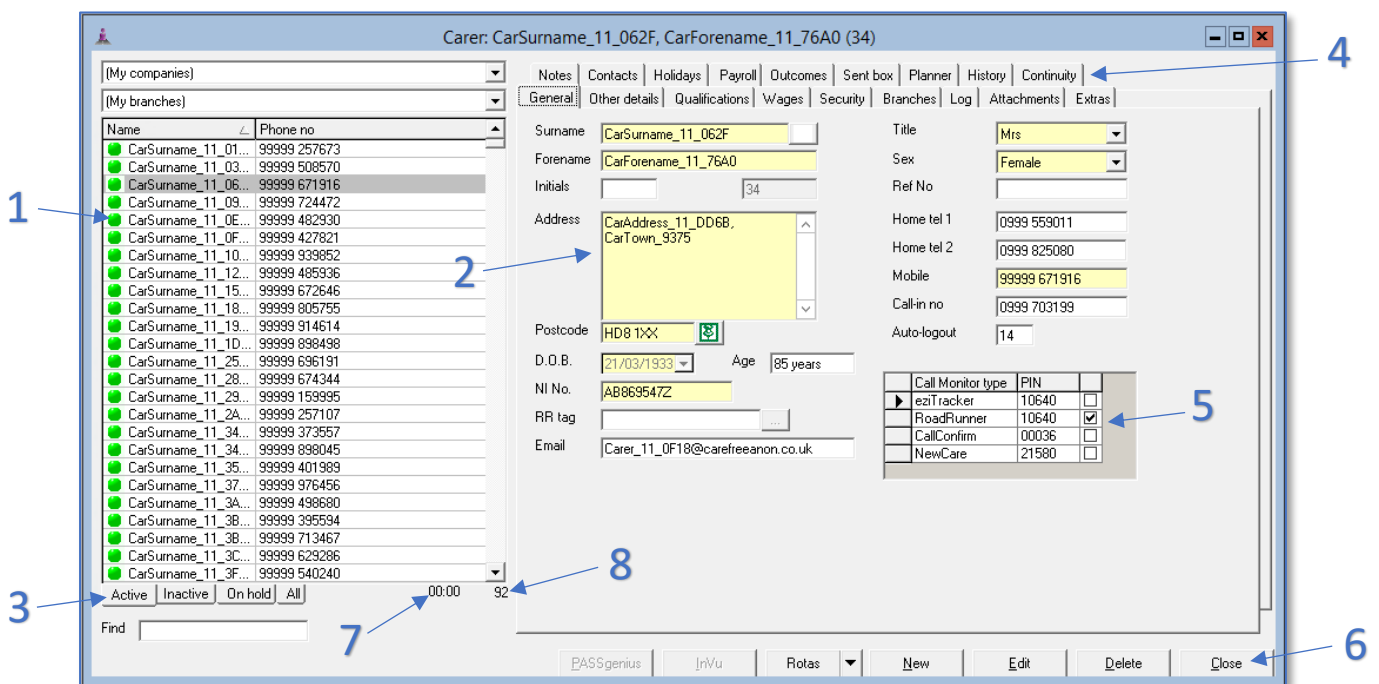 Carer: CarSurname_11_062F, CarForename_11_76A0 (34)
(My companies)
(My branches)
Name Phone no
CarSurname_11_01... 99999 257673
CarSurname_11_03... 99999 508570
CarSurname_11_06... 99999 671916
CarSurname_11_09... 99999 724472
CarSurname_11_0E... 99999 482930
CarSurname_11_0F... 99999 427821
CarSurname_11_10... 99999 939852
CarSurname_11_12... 99999 485936
CarSurname_11_15... 99999 672646
CarSurname_11_18... 99999 805755
CarSurname_11_19... 99999 914614
CarSurname_11_1D... 99999 898498
CarSurname_11_25... 99999 696191
CarSurname_11_28... 99999 674344
CarSurname_11_29... 99999 159995
CarSurname_11_2A... 99999 257107
CarSurname_11_34... 99999 373557
CarSurname_11_34... 99999 898045
CarSurname_11_35... 99999 401989
CarSurname_11_37... 99999 976456
CarSurname_11_3A... 99999 498680
CarSurname_11_3B... 99999 395594
CarSurname_11_3B... 99999 713467
CarSurname_11_3C... 99999 629286
CarSurname_11_3F... 99999 540240
Active Inactive On hold All 00:00 92
Find
Notes Contacts Holidays Payroll Outcomes Sent box Planner History Continuity
General Other details Qualifications Wages Security Branches Log Attachments Extras
Surname CarSurname_11_062F
Forename CarForename_11_76A0
Initials 34
Address CarAddress_11_DD6B,
CarTown_9375
Postcode HD8 1XX
D.O.B. 21/03/1933 Age 85 years
NI No. AB869547Z
RR tag ...
Email Carer_11_0F18@carefreeanon.co.uk
Title Mrs
Sex Female
Ref No
Home tel 1 0999 559011
Home tel 2 0999 825080
Mobile 99999 671916
Call-in no 0999 703199
Auto-logout 14
Call Monitor type PIN
eziTracker 10640
RoadRunner 10640
CallConfirm 00036
NewCare 21580
PASSgenius InVu Rotas New Edit Delete Close
1
2
3
4
5
6
7
8